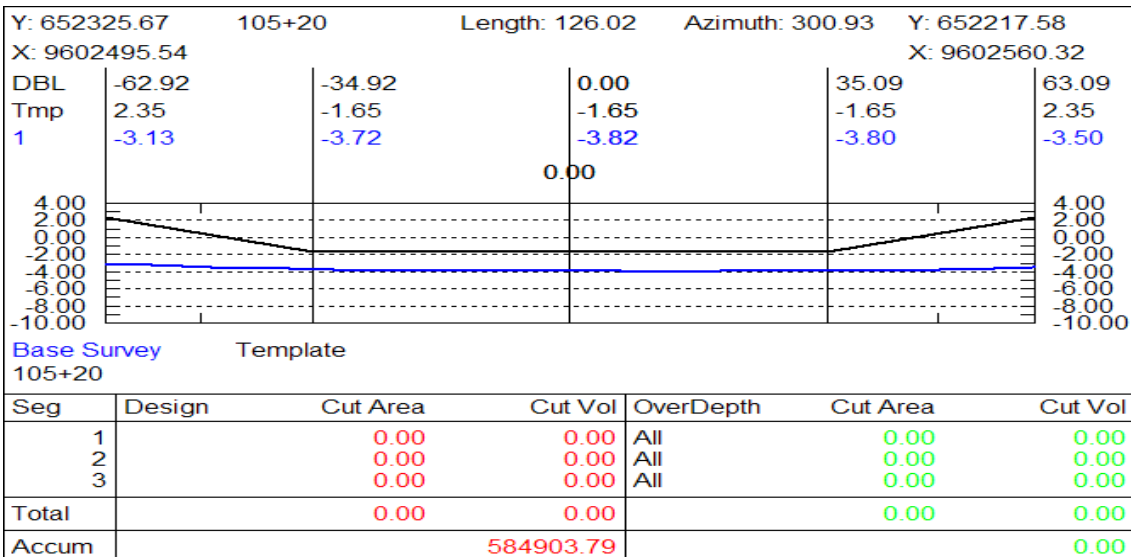 Y: 652325.67 105+20 Length: 126.02 Azimuth: 300.93 Y: 652217.58
X: 9602495.54 X: 9602560.32
DBL -62.92 -34.92 0.00 35.09 63.09
Tmp 2.35 -1.65 -1.65 -1.65 2.35
1 -3.13 -3.72 -3.82 -3.80 -3.50
0.00
4.00 4.00
2.00 2.00
0.00 0.00
-2.00 -2.00
-4.00 -4.00
-6.00 -6.00
-8.00 -8.00
-10.00 -10.00
Base Survey Template
105+20
Seg Design Cut Area Cut Vol OverDepth Cut Area Cut Vol
1 0.00 0.00 All 0.00 0.00
2 0.00 0.00 All 0.00 0.00
3 0.00 0.00 All 0.00 0.00
Total 0.00 0.00 0.00 0.00
Accum 584903.79 0.00